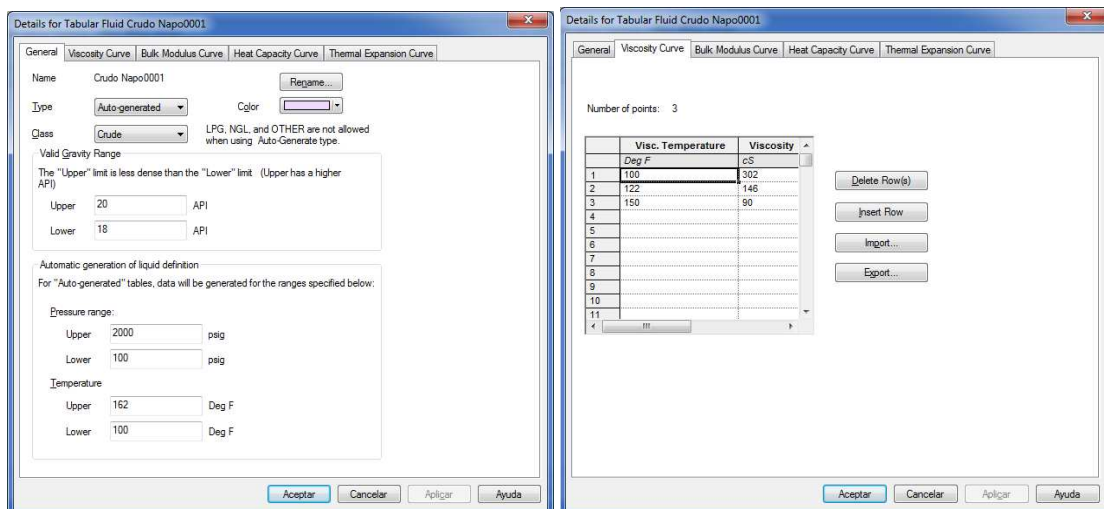 Details for Tabular Fluid Crudo Napo0001
General Viscosity Curve Bulk Modulus Curve Heat Capacity Curve Thermal Expansion Curve
Name Crudo Napo0001 Rename...
Type Auto-generated Color
Class Crude LPG, NGL, and OTHER are not allowed
when using Auto-Generate type.
Valid Gravity Range
The "Upper" limit is less dense than the "Lower" limit (Upper has a higher
API)
Upper 20 API
Lower 18 API
Automatic generation of liquid definition
For "Auto-generated" tables, data will be generated for the ranges specified below:
Pressure range:
Upper 2000 psig
Lower 100 psig
Temperature
Upper 162 Deg F
Lower 100 Deg F
Aceptar Cancelar Aplicar Ayuda
Details for Tabular Fluid Crudo Napo0001
General Viscosity Curve Bulk Modulus Curve Heat Capacity Curve Thermal Expansion Curve
Number of points: 3
Visc. Temperature Viscosity
Deg F cS
1 100 302
2 122 146
3 150 90
4
5
6
7
8
9
10
11
Delete Row(s)
Insert Row
Import...
Export...
Aceptar Cancelar Aplicar Ayuda